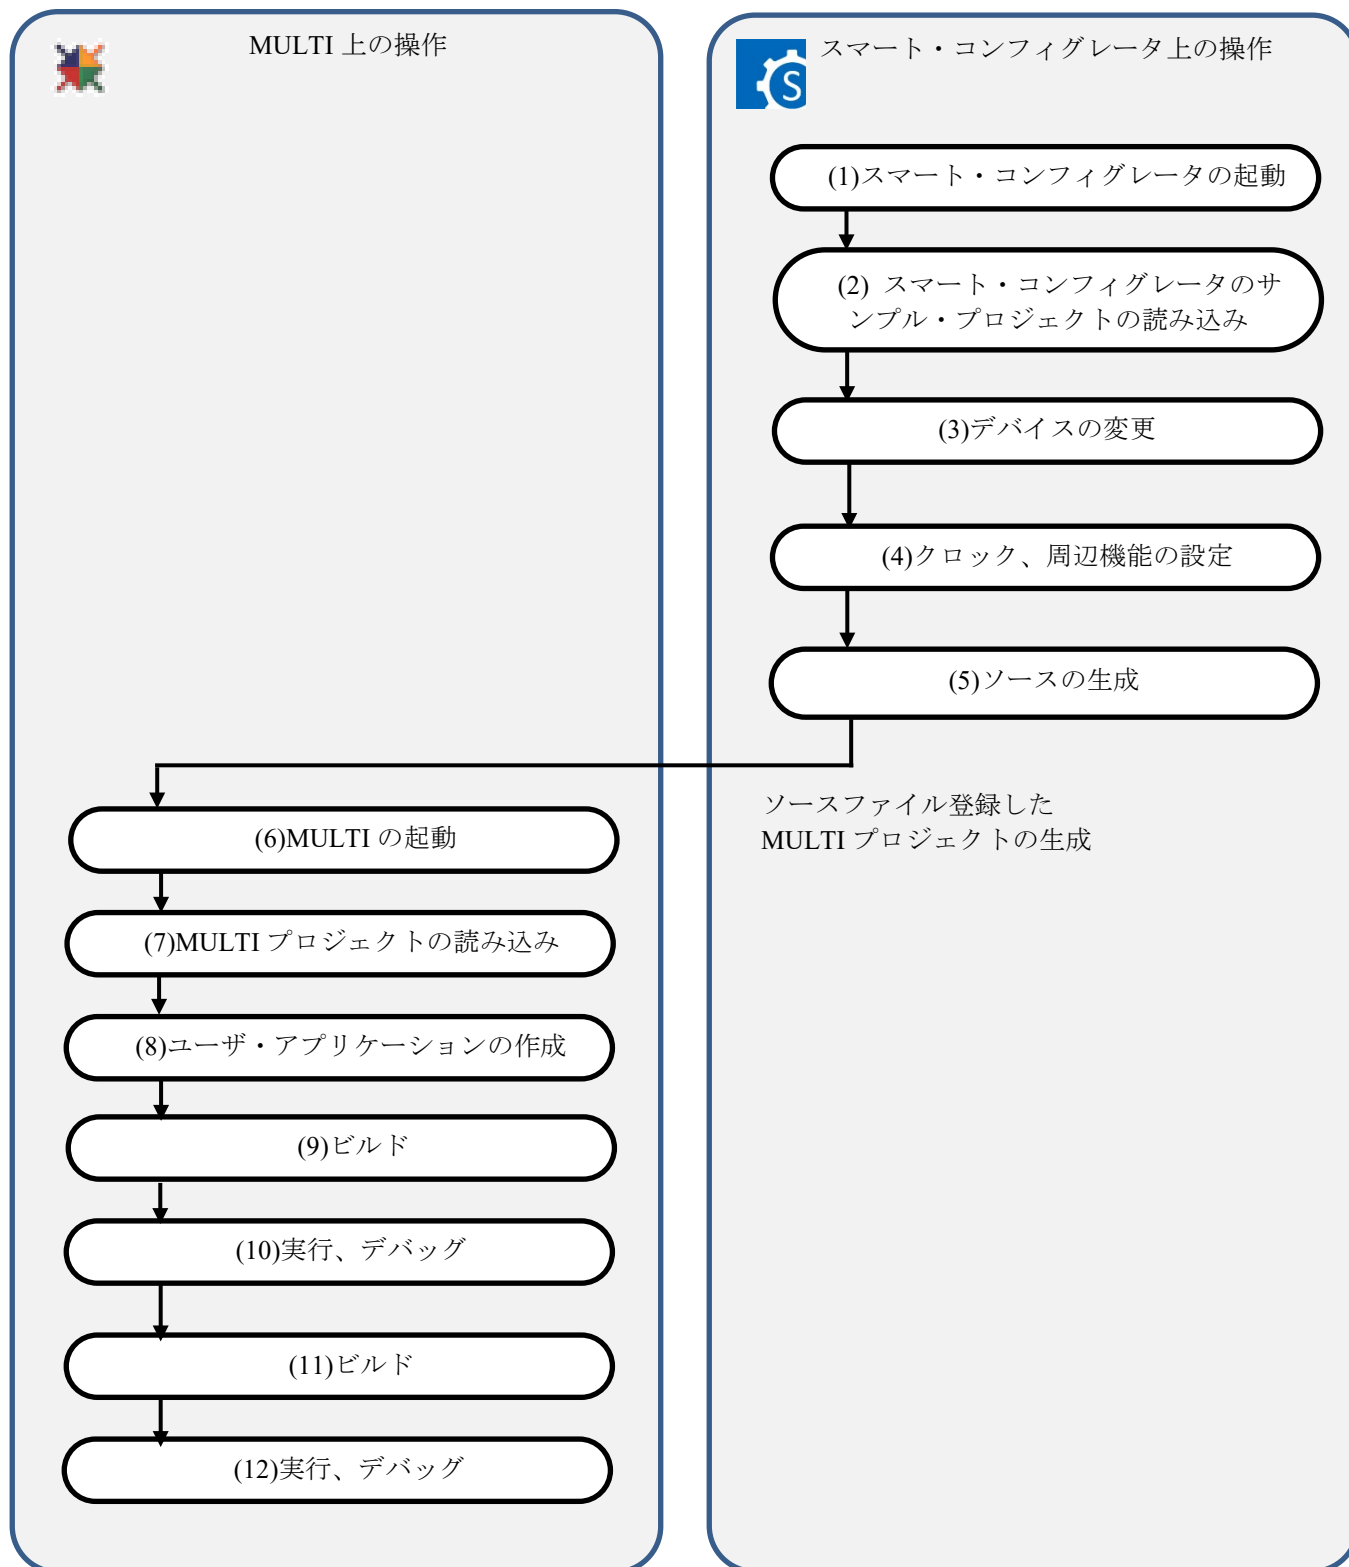 MULTI 上の操作
スマート・コンフィグレータ上の操作
S
(1)スマート・コンフィグレータの起動
(2) スマート・コンフィグレータのサ
ンプル・プロジェクトの読み込み
(3)デバイスの変更
(4)クロック、周辺機能の設定
(5)ソースの生成
ソースファイル登録した
MULTI プロジェクトの生成
(6)MULTI の起動
(7)MULTI プロジェクトの読み込み
(8)ユーザ・アプリケーションの作成
(9)ビルド
(10)実行、デバッグ
(11)ビルド
(12)実行、デバッグ